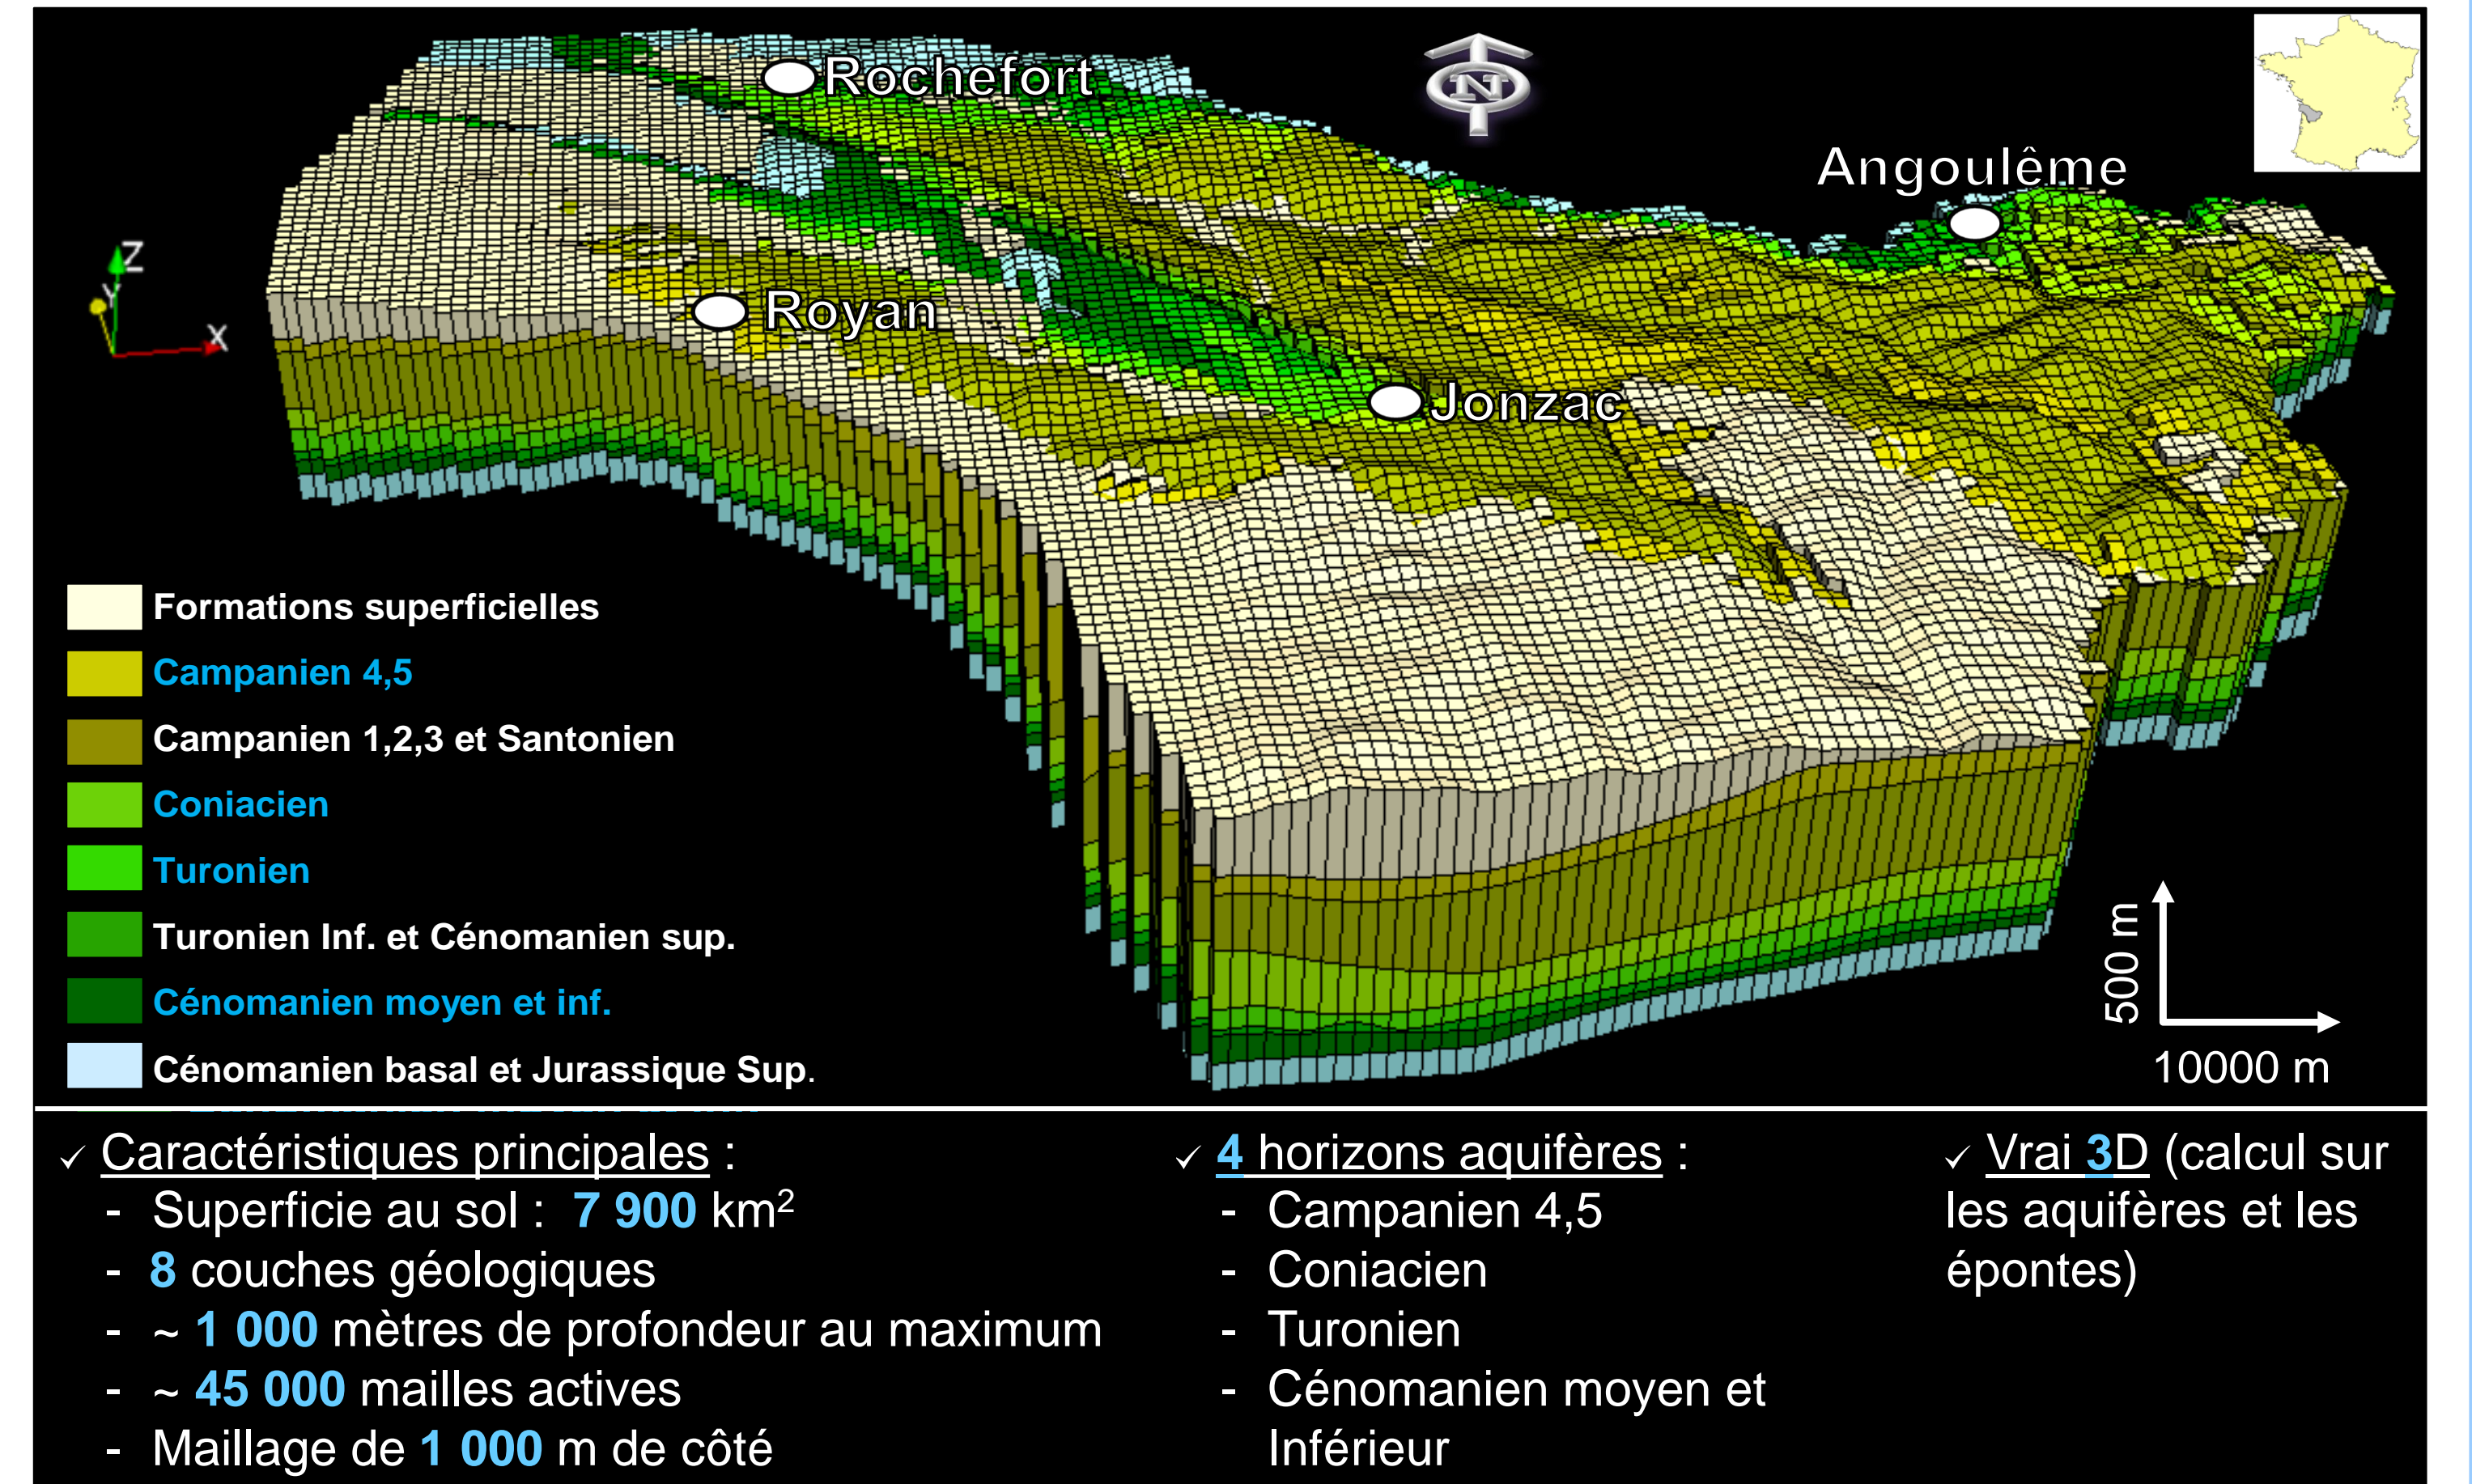 Rochefort
N
Angoulême
Z
Y
X
Royan
Jonzac
Formations superficielles
Campanien 4,5
Campanien 1,2,3 et Santonien
Coniacien
Turonien
Turonien Inf. et Cénomanien sup.
Cénomanien moyen et inf.
Cénomanien basal et Jurassique Sup.
500 m
10000 m
✓ Caractéristiques principales :
- Superficie au sol : 7 900 km²
- 8 couches géologiques
- ~ 1 000 mètres de profondeur au maximum
- ~ 45 000 mailles actives
- Maillage de 1 000 m de côté
✓ 4 horizons aquifères :
- Campanien 4,5
- Coniacien
- Turonien
- Cénomanien moyen et
Inférieur
✓ Vrai 3D (calcul sur
les aquifères et les
épontes)